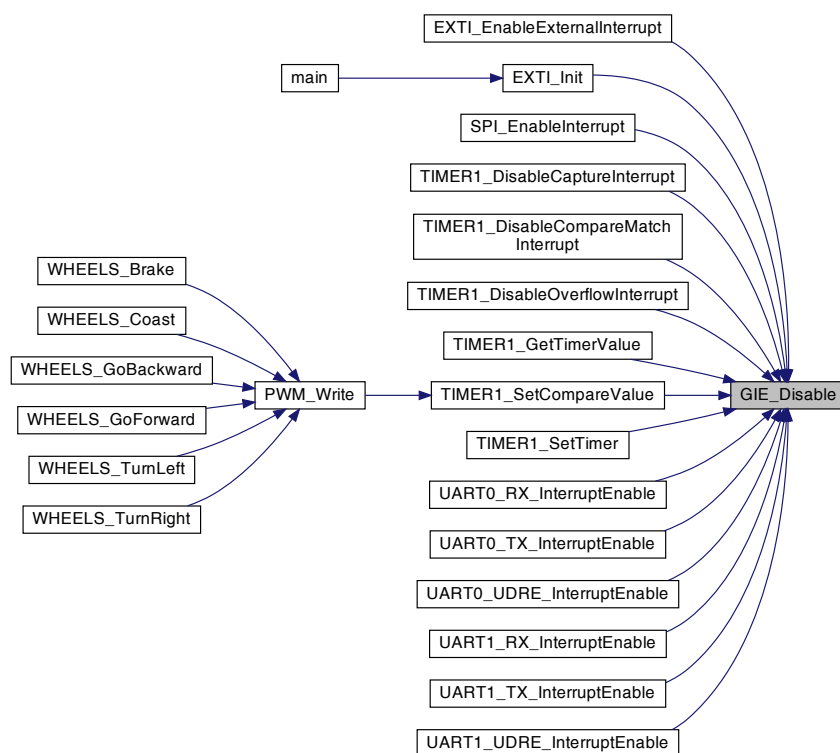 EXTI_EnableExternalInterrupt
main
EXTI_Init
SPI_EnableInterrupt
TIMER1_DisableCaptureInterrupt
TIMER1_DisableCompareMatch
Interrupt
WHEELS_Brake
TIMER1_DisableOverflowInterrupt
WHEELS_Coast
TIMER1_GetTimerValue
WHEELS_GoBackward
PWM_Write
TIMER1_SetCompareValue
GIE_Disable
WHEELS_GoForward
TIMER1_SetTimer
WHEELS_TurnLeft
UART0_RX_InterruptEnable
WHEELS_TurnRight
UART0_TX_InterruptEnable
UART0_UDRE_InterruptEnable
UART1_RX_InterruptEnable
UART1_TX_InterruptEnable
UART1_UDRE_InterruptEnable